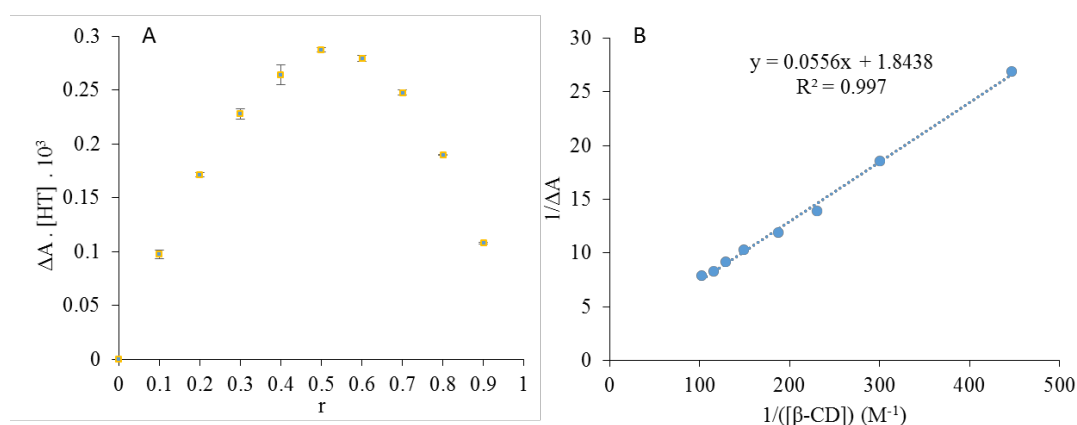 A
ΔA . [HT] . 10³
0.3
0.25
0.2
0.15
0.1
0.05
0
0 0.1 0.2 0.3 0.4 0.5 0.6 0.7 0.8 0.9 1
r
B
y = 0.0556x + 1.8438
R² = 0.997
1/ΔA
30
25
20
15
10
5
0
0 100 200 300 400 500
1/([β-CD]) (M⁻¹)